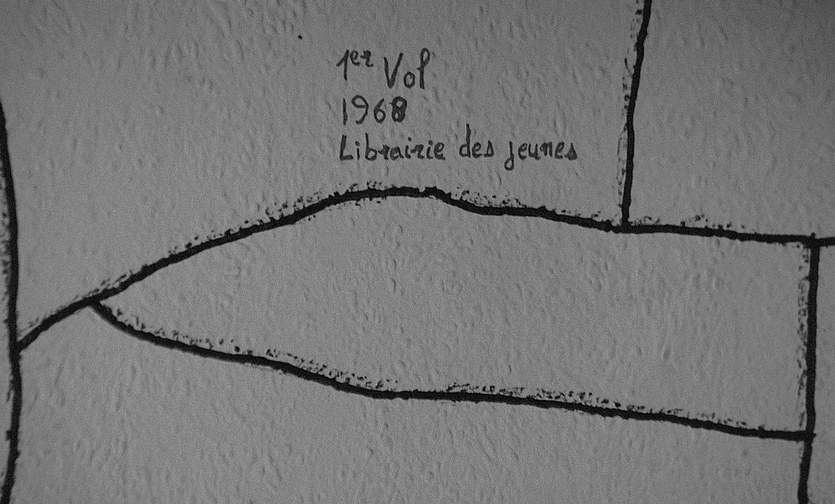 1er Vol
1968
Librairie des jeunes